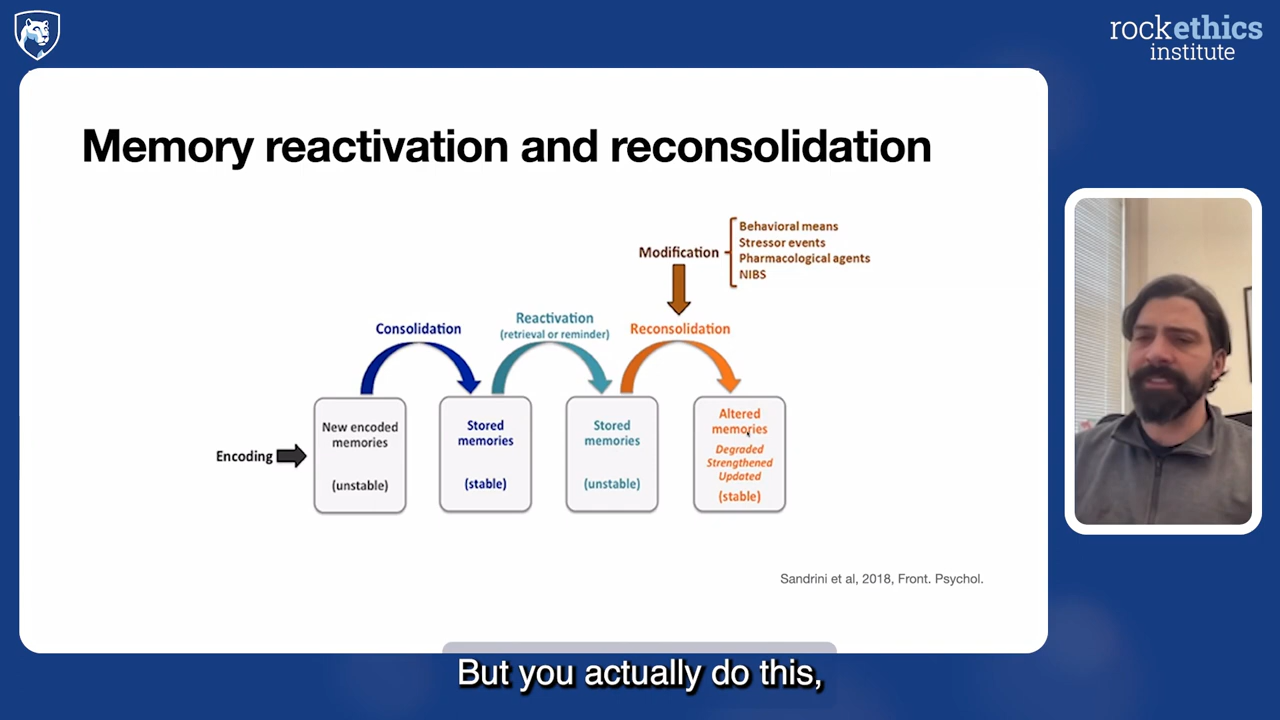 rockethics
institute
Memory reactivation and reconsolidation
Behavioral means
Stressor events
Modification
Pharmacological agents
NIBS
Consolidation
Reactivation
(retrieval or reminder)
Reconsolidation
Encoding
New encoded
memories
(unstable)
Stored
memories
(stable)
Stored
memories
(unstable)
Altered
memories
Degraded
Strengthened
Updated
(stable)
Sandrini et al, 2018, Front. Psychol.
But you actually do this,